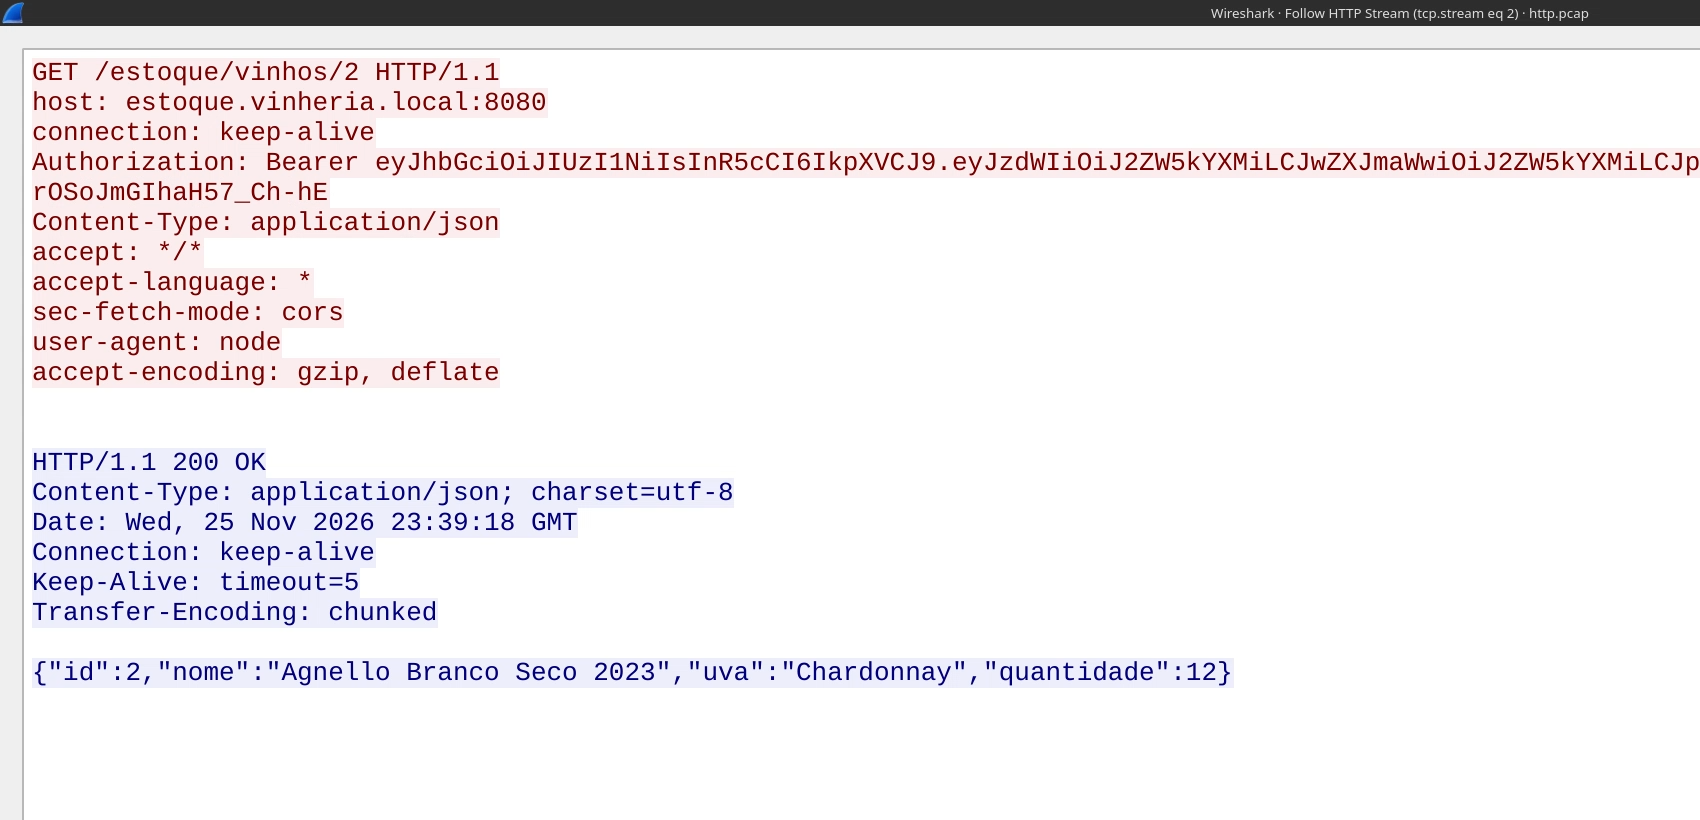 Wireshark · Follow HTTP Stream (tcp.stream eq 2) · http.pcap
GET /estoque/vinhos/2 HTTP/1.1
host: estoque.vinheria.local:8080
connection: keep-alive
Authorization: Bearer eyJhbGciOiJIUzI1NiIsInR5cCI6IkpXVCJ9.eyJzdWIiOiJ2ZW5kYXMiLCJwZXJmaWwiOiJ2ZW5kYXMiLCJp
rOSoJmGIhaH57_Ch-hE
Content-Type: application/json
accept: */*
accept-language: *
sec-fetch-mode: cors
user-agent: node
accept-encoding: gzip, deflate
HTTP/1.1 200 OK
Content-Type: application/json; charset=utf-8
Date: Wed, 25 Nov 2026 23:39:18 GMT
Connection: keep-alive
Keep-Alive: timeout=5
Transfer-Encoding: chunked
{"id":2,"nome":"Agnello Branco Seco 2023","uva":"Chardonnay","quantidade":12}